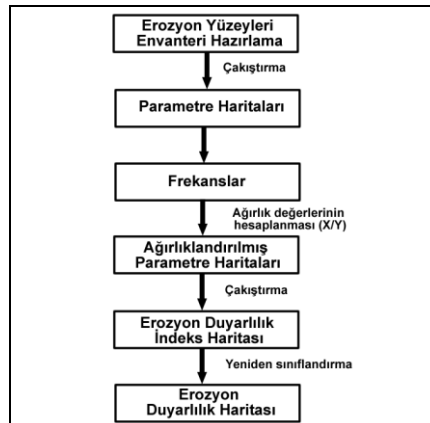 Erozyon Yüzeyleri
Envanteri Hazırlama
Çakıştırma
Parametre Haritaları
Frekanslar
Ağırlık değerlerinin
hesaplanması (X/Y)
Ağırlıklandırılmış
Parametre Haritaları
Çakıştırma
Erozyon Duyarlılık
İndeks Haritası
Yeniden sınıflandırma
Erozyon
Duyarlılık Haritası